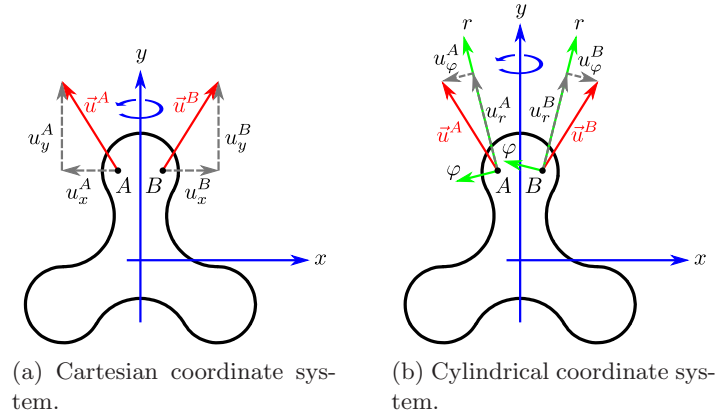 y
x
\vec{u}^A
\vec{u}^B
u_y^A
u_y^B
u_x^A
u_x^B
A
B
(a) Cartesian coordinate sys-
tem.
y
x
r
r
u_φ^A
u_φ^B
u_r^A
u_r^B
\vec{u}^A
\vec{u}^B
φ
φ
A
B
(b) Cylindrical coordinate sys-
tem.